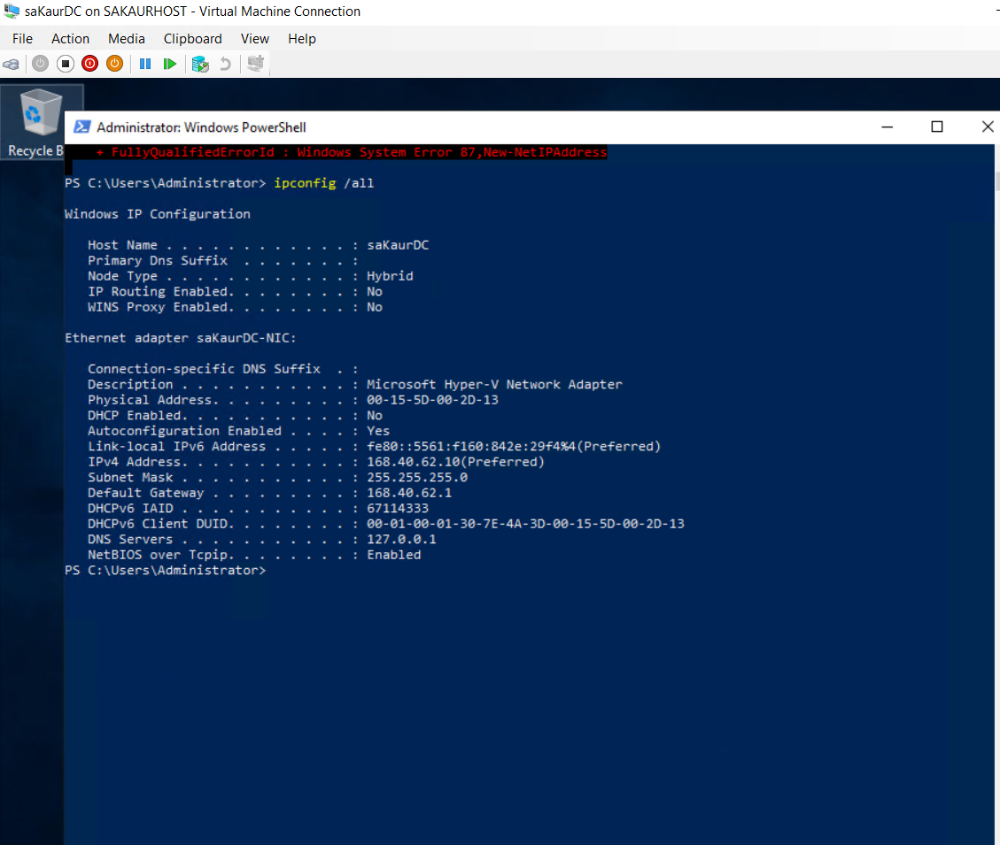 saKaurDC on SAKAURHOST - Virtual Machine Connection
File Action Media Clipboard View Help
Recycle B
Administrator: Windows PowerShell
+ FullyQualifiedErrorId : Windows System Error 87,New-NetIPAddress
PS C:\Users\Administrator> ipconfig /all
Windows IP Configuration
Host Name . . . . . . . . . . . . : saKaurDC
Primary Dns Suffix . . . . . . . :
Node Type . . . . . . . . . . . . : Hybrid
IP Routing Enabled. . . . . . . . : No
WINS Proxy Enabled. . . . . . . . : No
Ethernet adapter saKaurDC-NIC:
Connection-specific DNS Suffix . :
Description . . . . . . . . . . . : Microsoft Hyper-V Network Adapter
Physical Address. . . . . . . . . : 00-15-5D-00-2D-13
DHCP Enabled. . . . . . . . . . . : No
Autoconfiguration Enabled . . . . : Yes
Link-local IPv6 Address . . . . . : fe80::5561:f160:842e:29f4%4(Preferred)
IPv4 Address. . . . . . . . . . . : 168.40.62.10(Preferred)
Subnet Mask . . . . . . . . . . . : 255.255.255.0
Default Gateway . . . . . . . . . : 168.40.62.1
DHCPv6 IAID . . . . . . . . . . . : 67114333
DHCPv6 Client DUID. . . . . . . . : 00-01-00-01-30-7E-4A-3D-00-15-5D-00-2D-13
DNS Servers . . . . . . . . . . . : 127.0.0.1
NetBIOS over Tcpip. . . . . . . . : Enabled
PS C:\Users\Administrator>